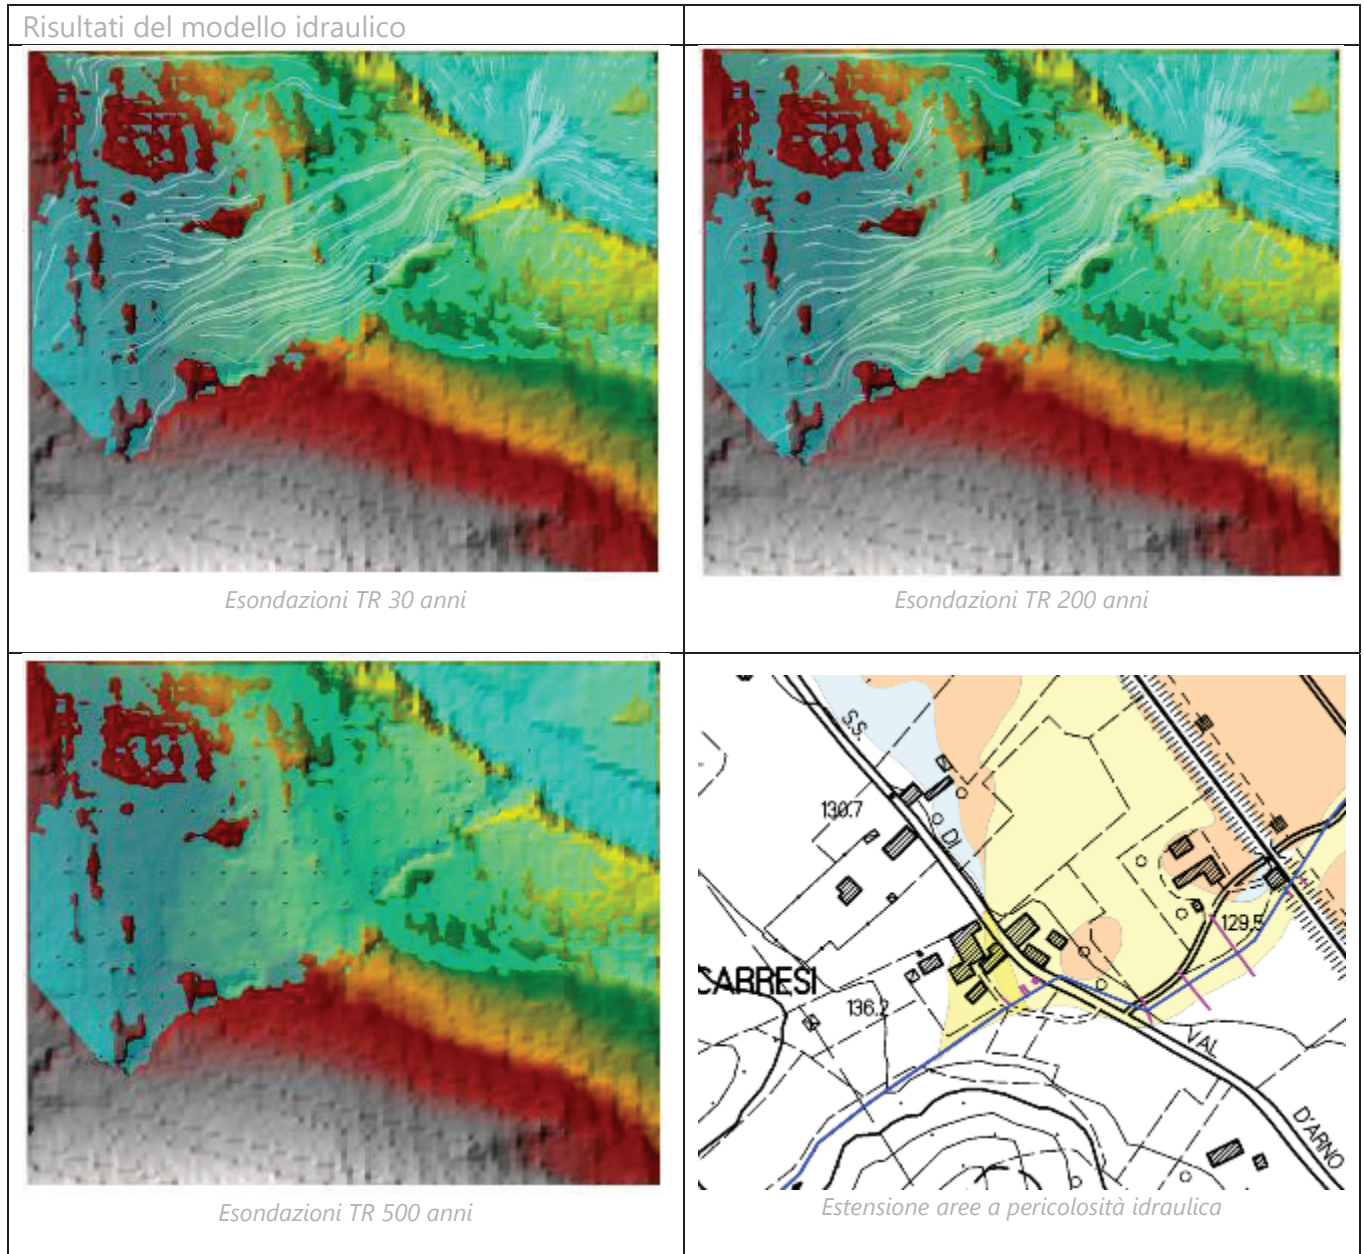 Risultati del modello idraulico
Esondazioni TR 30 anni
Esondazioni TR 200 anni
Esondazioni TR 500 anni
S.S.
130.7
DI
129.5
CARRESI
136.2
VAL
D'ARNO
Estensione aree a pericolosità idraulica